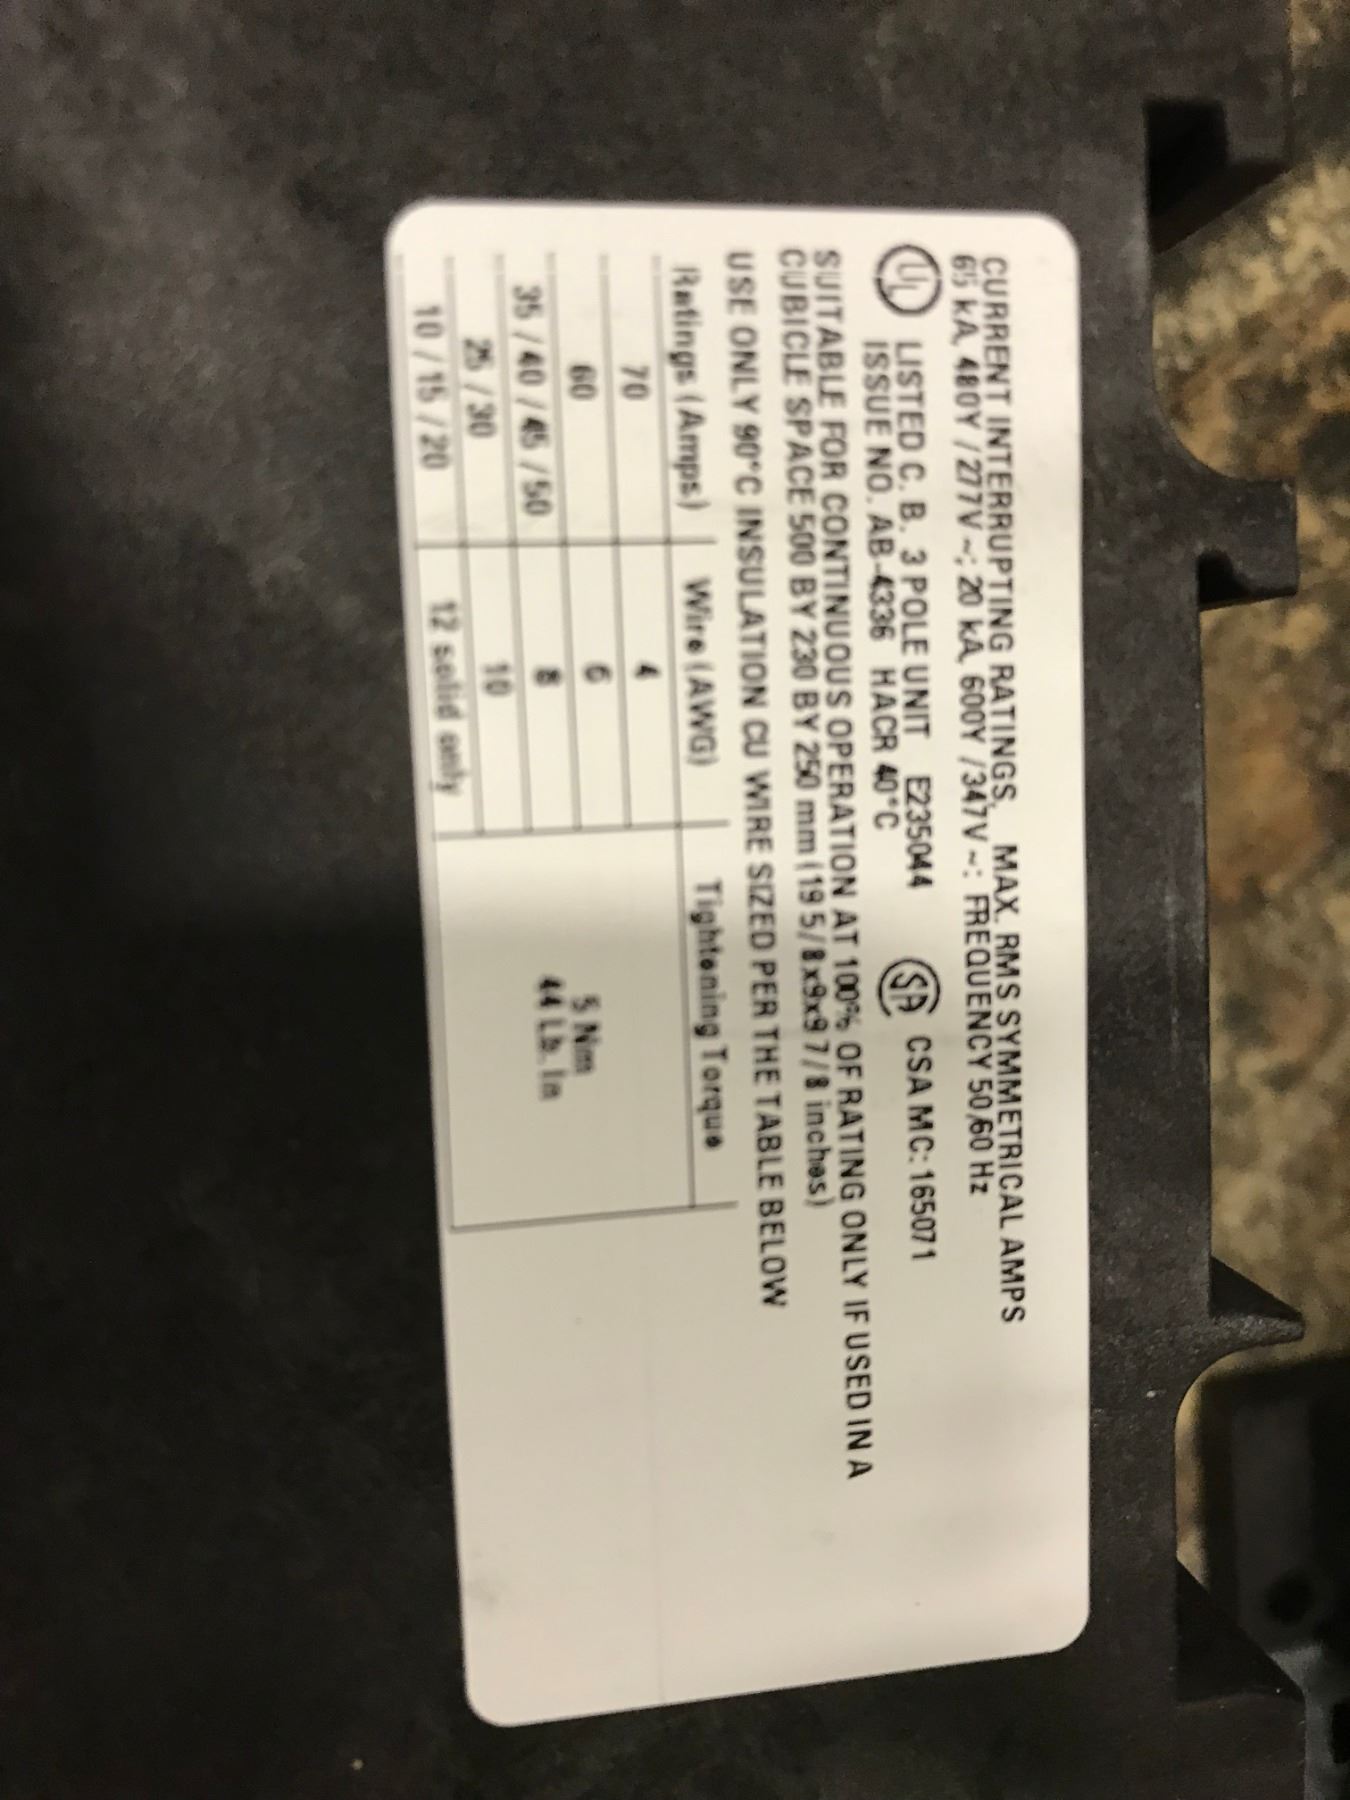 CURRENT INTERRUPTING RATINGS, MAX. RMS SYMMETRICAL AMPS
65 kA, 480Y / 277V ~; 20 kA, 600Y / 347V ~: FREQUENCY 50/60 Hz
UL LISTED C. B. 3 POLE UNIT E235044 SA CSA MC: 165071
ISSUE NO. AB-4336 HACR 40°C
SUITABLE FOR CONTINUOUS OPERATION AT 100% OF RATING ONLY IF USED IN A
CUBICLE SPACE 500 BY 230 BY 250 mm (19 5/8x9x9 7/8 inches)
USE ONLY 90°C INSULATION CU WIRE SIZED PER THE TABLE BELOW
Ratings (Amps) Wire (AWG) Tightening Torque
70 4
60 6
35 / 40 / 45 / 50 8
25 / 30 10
10 / 15 / 20 12 solid only
5 Nm
44 Lb. In